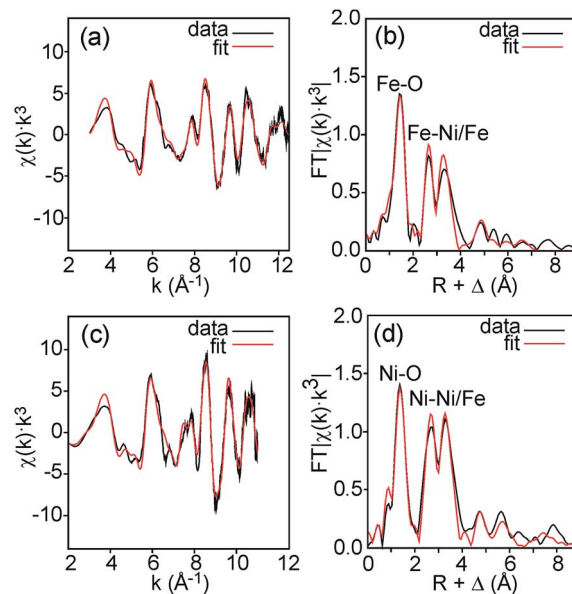 (a)
data
fit
10
5
0
-5
-10
χ(k)·k³
2
4
6
8
10
12
k (Å⁻¹)
(b)
data
fit
Fe-O
Fe-Ni/Fe
2.0
1.5
1.0
0.5
0.0
FT|χ(k)·k³|
0
2
4
6
8
R + Δ (Å)
(c)
data
fit
10
5
0
-5
-10
χ(k)·k³
2
4
6
8
10
12
k (Å⁻¹)
(d)
data
fit
Ni-O
Ni-Ni/Fe
2.0
1.5
1.0
0.5
0.0
FT|χ(k)·k³|
0
2
4
6
8
R + Δ (Å)